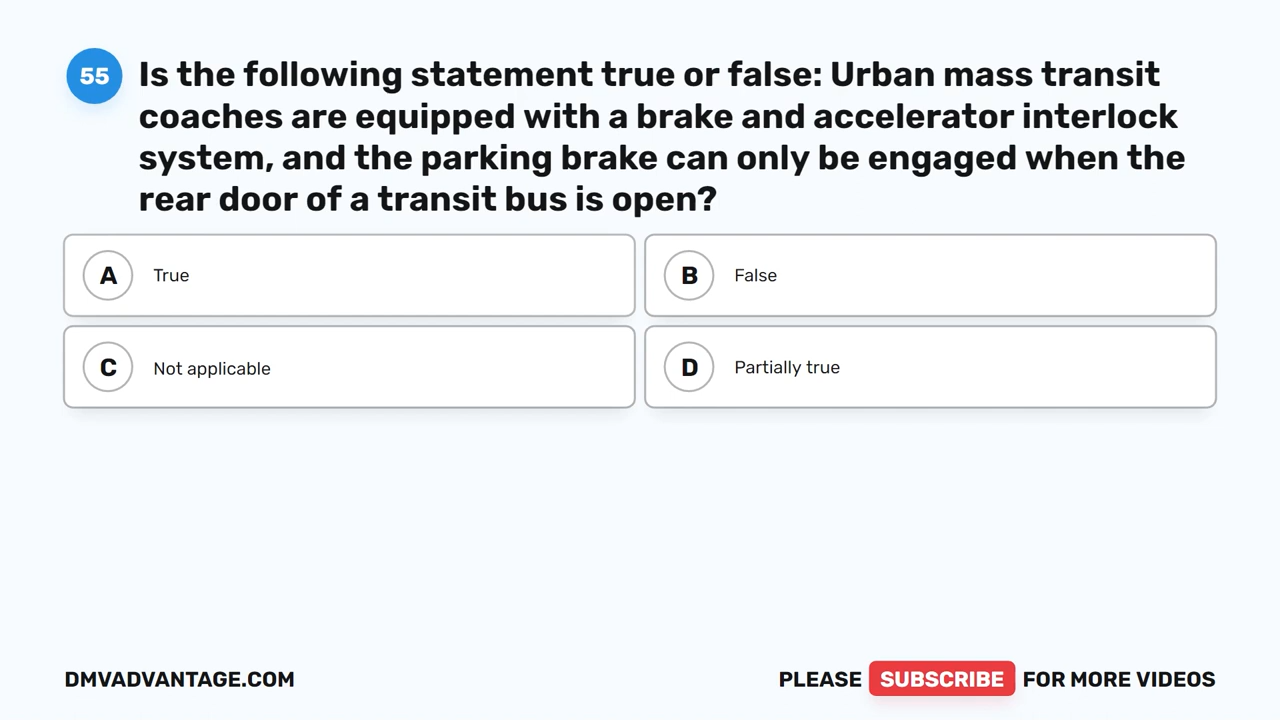 55
Is the following statement true or false: Urban mass transit
coaches are equipped with a brake and accelerator interlock
system, and the parking brake can only be engaged when the
rear door of a transit bus is open?
A True
B False
C Not applicable
D Partially true
DMVADVANTAGE.COM
PLEASE SUBSCRIBE FOR MORE VIDEOS